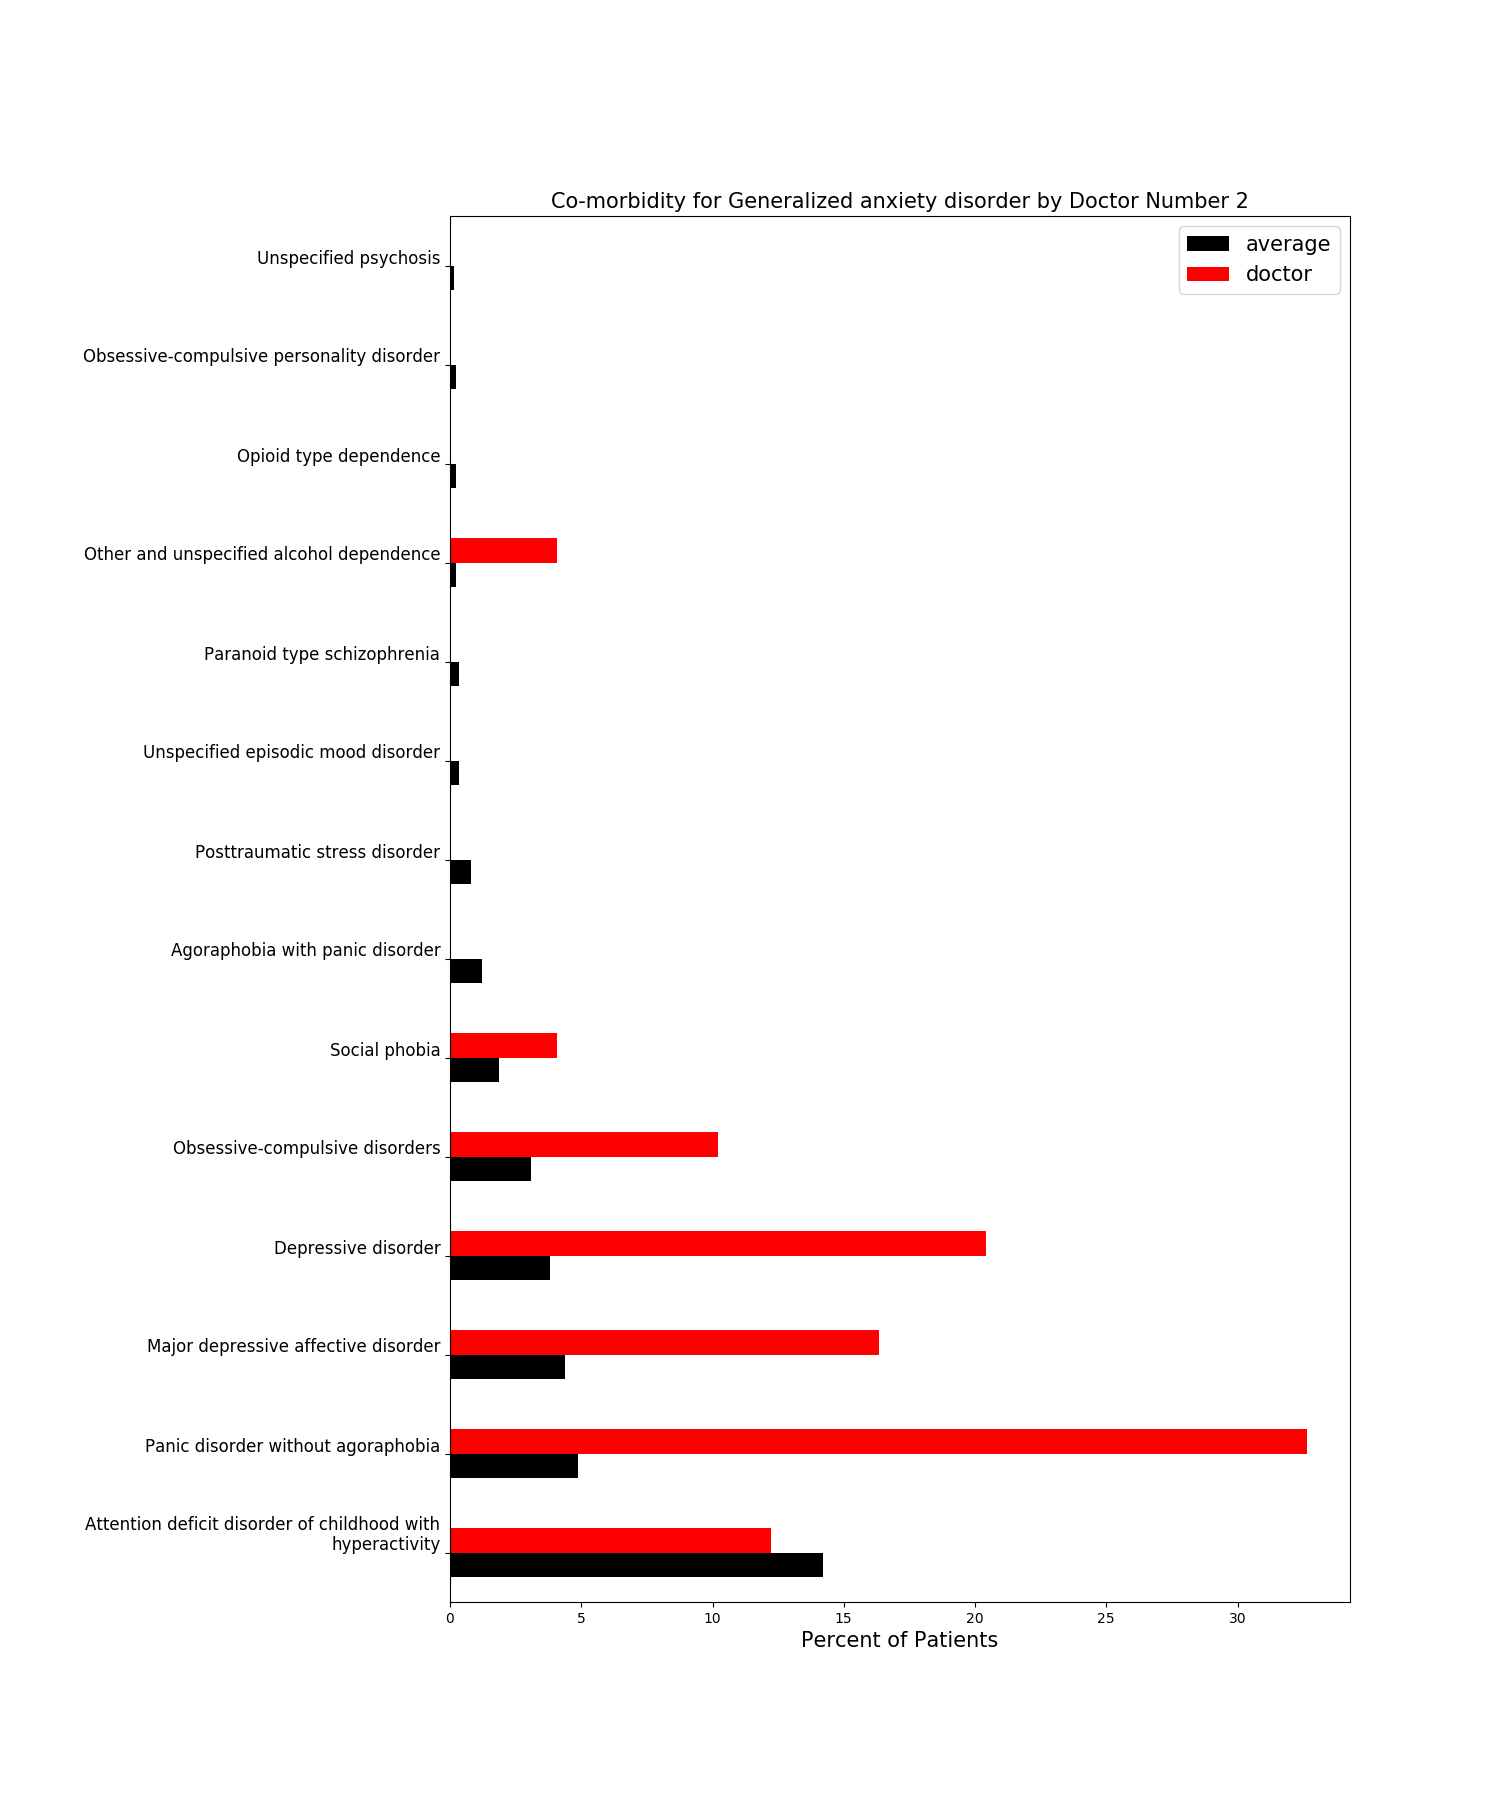 Co-morbidity for Generalized anxiety disorder by Doctor Number 2
average
doctor
Unspecified psychosis
Obsessive-compulsive personality disorder
Opioid type dependence
Other and unspecified alcohol dependence
Paranoid type schizophrenia
Unspecified episodic mood disorder
Posttraumatic stress disorder
Agoraphobia with panic disorder
Social phobia
Obsessive-compulsive disorders
Depressive disorder
Major depressive affective disorder
Panic disorder without agoraphobia
Attention deficit disorder of childhood with
hyperactivity
0 5 10 15 20 25 30
Percent of Patients